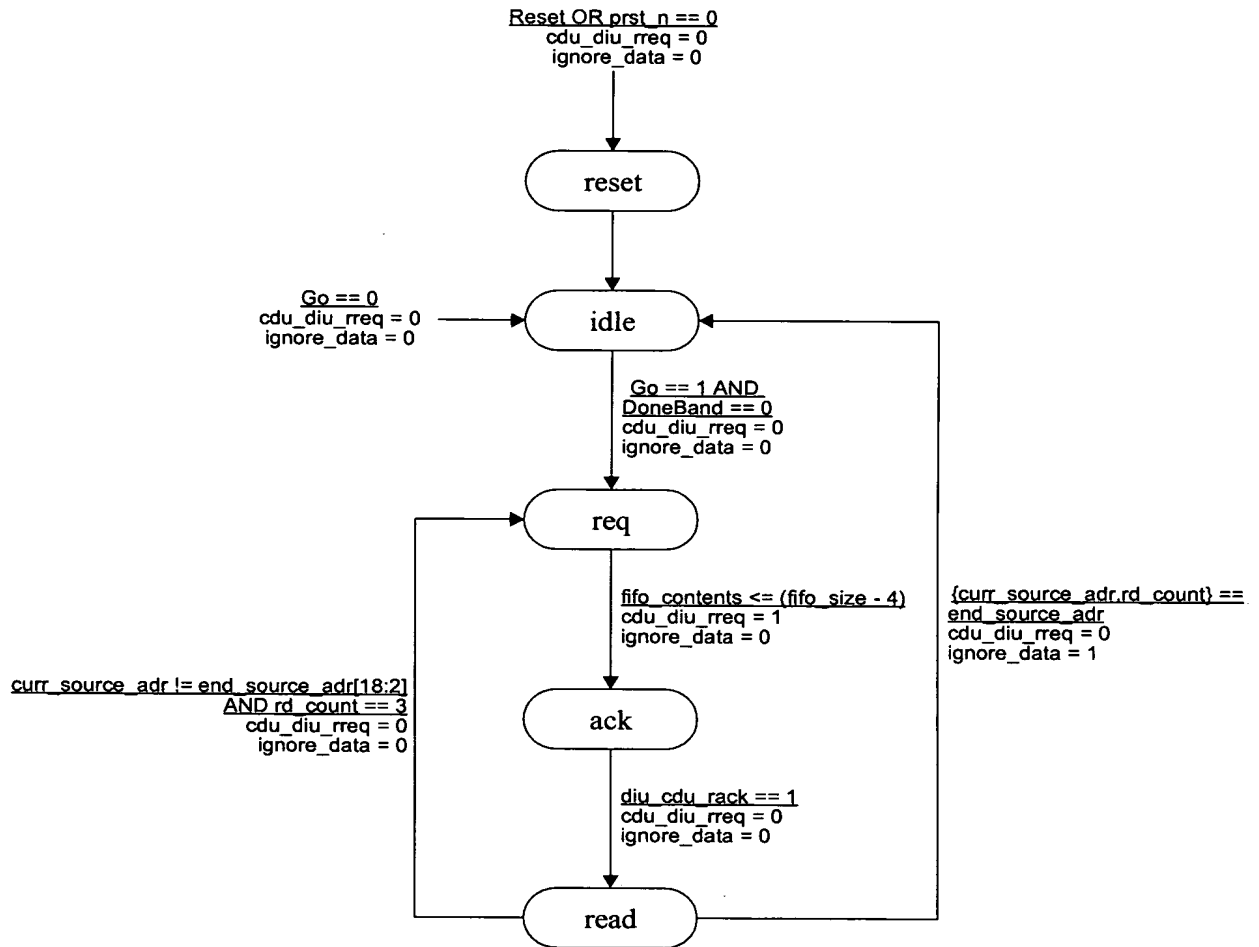 Reset OR prst_n == 0
cdu_diu_rreq = 0
ignore_data = 0
reset
Go == 0
cdu_diu_rreq = 0
ignore_data = 0
idle
Go == 1 AND
DoneBand == 0
cdu_diu_rreq = 0
ignore_data = 0
req
fifo_contents <= (fifo_size - 4)
cdu_diu_rreq = 1
ignore_data = 0
{curr_source_adr.rd_count} ==
end_source_adr
cdu_diu_rreq = 0
ignore_data = 1
curr_source_adr != end_source_adr[18:2]
AND rd_count == 3
cdu_diu_rreq = 0
ignore_data = 0
ack
diu_cdu_rack == 1
cdu_diu_rreq = 0
ignore_data = 0
read